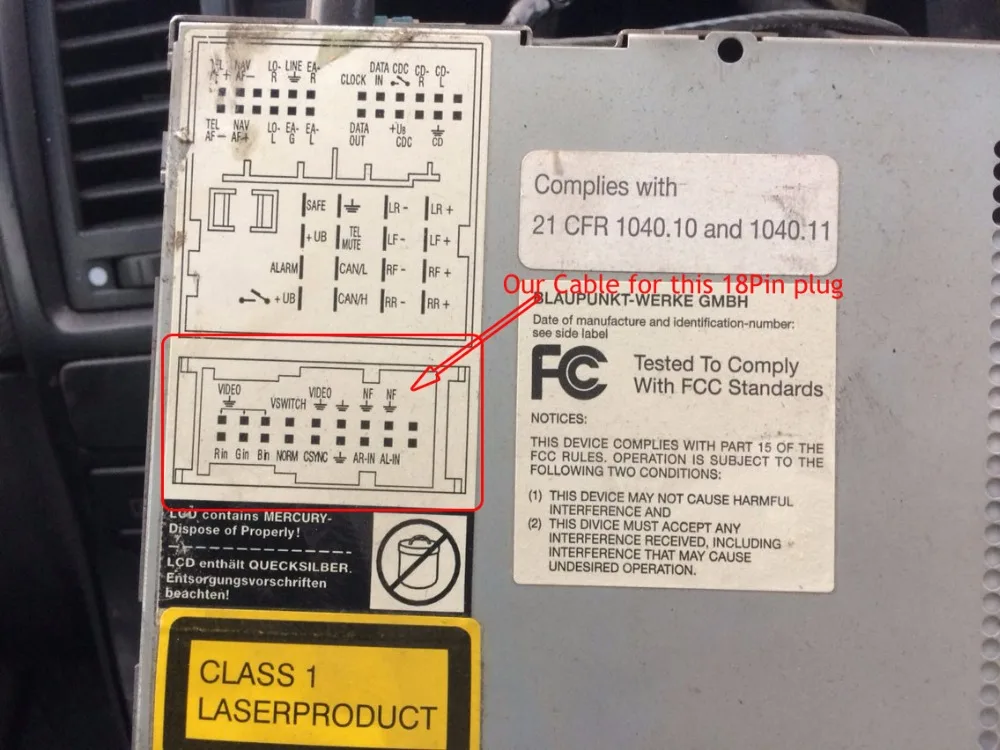 TEL NAV LO- LINE EA-
+ AF- R R
DATA CDC CD- CD-
CLOCK IN R L
TEL NAV LO- EA- EA-
AF- AF+ L G L
DATA +UB
OUT CDC CD
SAFE LR - LR +
+UB TEL MUTE LF- LF+
ALARM CAN/L RF- RF+
+UB CAN/H RR - RR +
Complies with
21 CFR 1040.10 and 1040.11
Our Cable for this 18Pin plug
BLAUPUNKT-WERKE GMBH
Date of manufacture and identification-number:
see side label
FC
Tested To Comply
With FCC Standards
NOTICES:
THIS DEVICE COMPLIES WITH PART 15 OF THE
FCC RULES. OPERATION IS SUBJECT TO THE
FOLLOWING TWO CONDITIONS:
(1) THIS DEVICE MAY NOT CAUSE HARMFUL
INTERFERENCE AND
(2) THIS DIVICE MUST ACCEPT ANY
INTERFERENCE RECEIVED, INCLUDING
INTERFERENCE THAT MAY CAUSE
UNDESIRED OPERATION.
VIDEO VSWITCH VIDEO NF NF
R in G in B in NORM CSYNC AR-IN AL-IN
LCD contains MERCURY-
Dispose of Properly!
LCD enthält QUECKSILBER.
Entsorgungsvorschriften
beachten!
CLASS 1
LASERPRODUCT